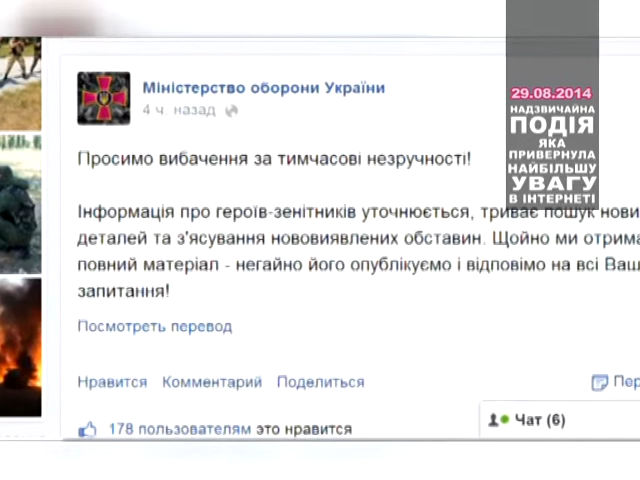 Міністерство оборони України
4 ч. назад
Просимо вибачення за тимчасові незручності!
Інформація про героїв-зенітників уточнюється, триває пошук нови
деталей та з'ясування нововиявлених обставин. Щойно ми отрима
повний матеріал - негайно його опублікуємо і відповімо на всі Ваш
запитання!
Посмотреть перевод
Нравится Комментарий Поделиться
Пер
178 пользователям это нравится
Чат (6)
29.08.2014
НАДЗВИЧАЙНА
ПОДІЯ
ЯКА
ПРИВЕРНУЛА
НАЙБІЛЬШУ
УВАГУ
В ІНТЕРНЕТІ